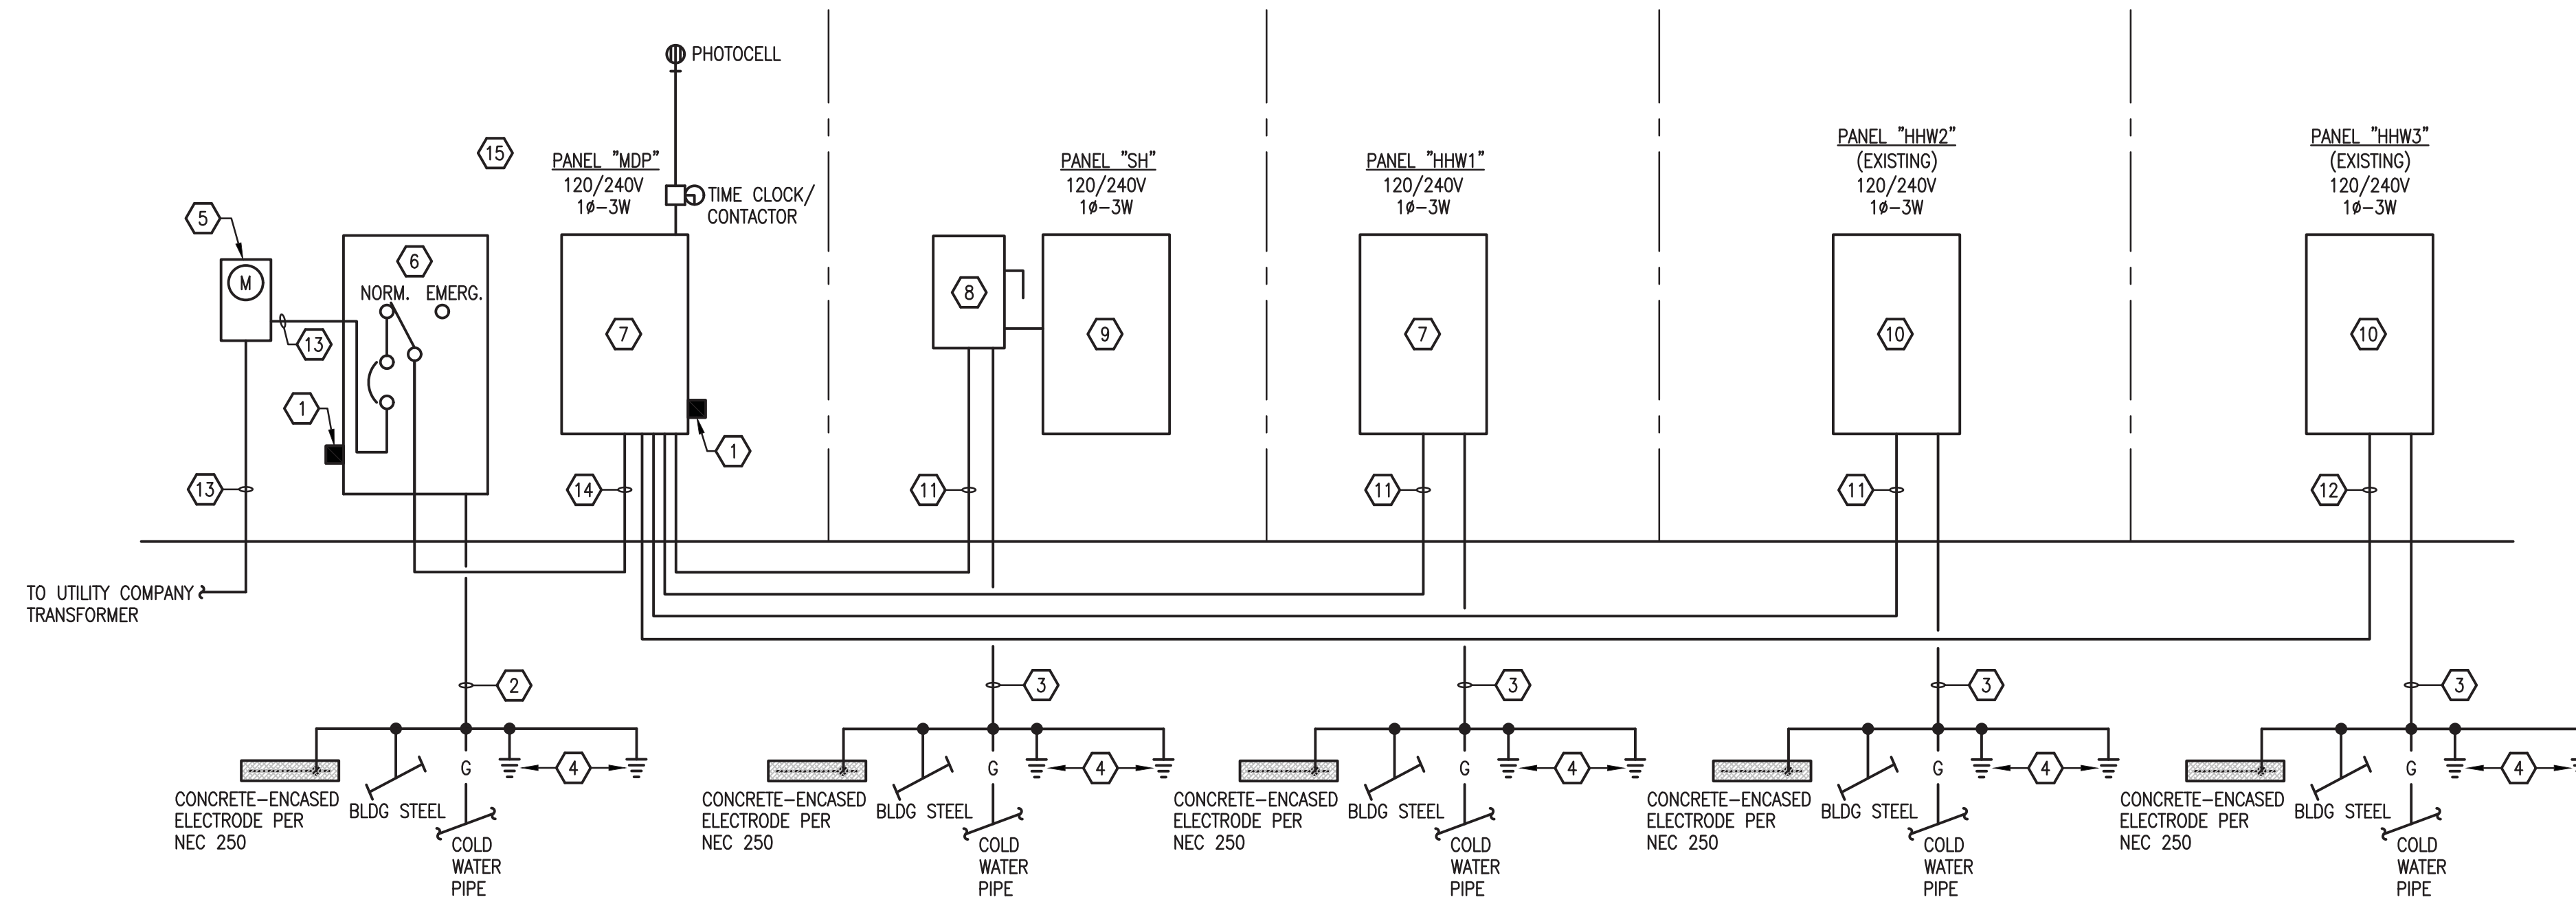 PHOTOCELL
15
PANEL "MDP"
120/240V
1ø-3W
TIME CLOCK/
CONTACTOR
PANEL "SH"
120/240V
1ø-3W
PANEL "HHW1"
120/240V
1ø-3W
PANEL "HHW2"
(EXISTING)
120/240V
1ø-3W
PANEL "HHW3"
(EXISTING)
120/240V
1ø-3W
5
M
6
NORM. EMERG.
13
1
13
7
1
14
8
9
11
7
11
10
11
10
12
TO UTILITY COMPANY
TRANSFORMER
2
3
3
3
3
G
4
CONCRETE-ENCASED
ELECTRODE PER
NEC 250
BLDG STEEL
COLD
WATER
PIPE
G
4
CONCRETE-ENCASED
ELECTRODE PER
NEC 250
BLDG STEEL
COLD
WATER
PIPE
G
4
CONCRETE-ENCASED
ELECTRODE PER
NEC 250
BLDG STEEL
COLD
WATER
PIPE
G
4
CONCRETE-ENCASED
ELECTRODE PER
NEC 250
BLDG STEEL
COLD
WATER
PIPE
G
4
CONCRETE-ENCASED
ELECTRODE PER
NEC 250
BLDG STEEL
COLD
WATER
PIPE